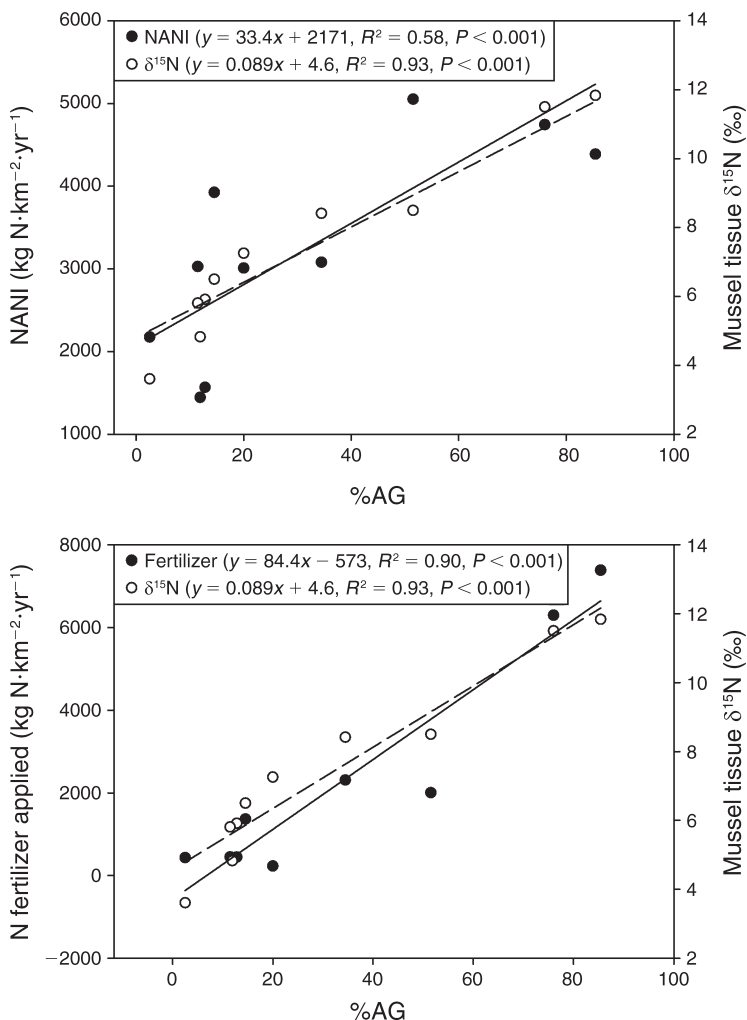 NANI (y = 33.4x + 2171, R² = 0.58, P < 0.001)
δ¹⁵N (y = 0.089x + 4.6, R² = 0.93, P < 0.001)
6000
5000
4000
3000
2000
1000
NANI (kg N·km⁻²·yr⁻¹)
14
12
10
8
6
4
2
Mussel tissue δ¹⁵N (‰)
0 20 40 60 80 100
%AG
Fertilizer (y = 84.4x − 573, R² = 0.90, P < 0.001)
δ¹⁵N (y = 0.089x + 4.6, R² = 0.93, P < 0.001)
8000
6000
4000
2000
0
−2000
N fertilizer applied (kg N·km⁻²·yr⁻¹)
14
12
10
8
6
4
2
Mussel tissue δ¹⁵N (‰)
0 20 40 60 80 100
%AG